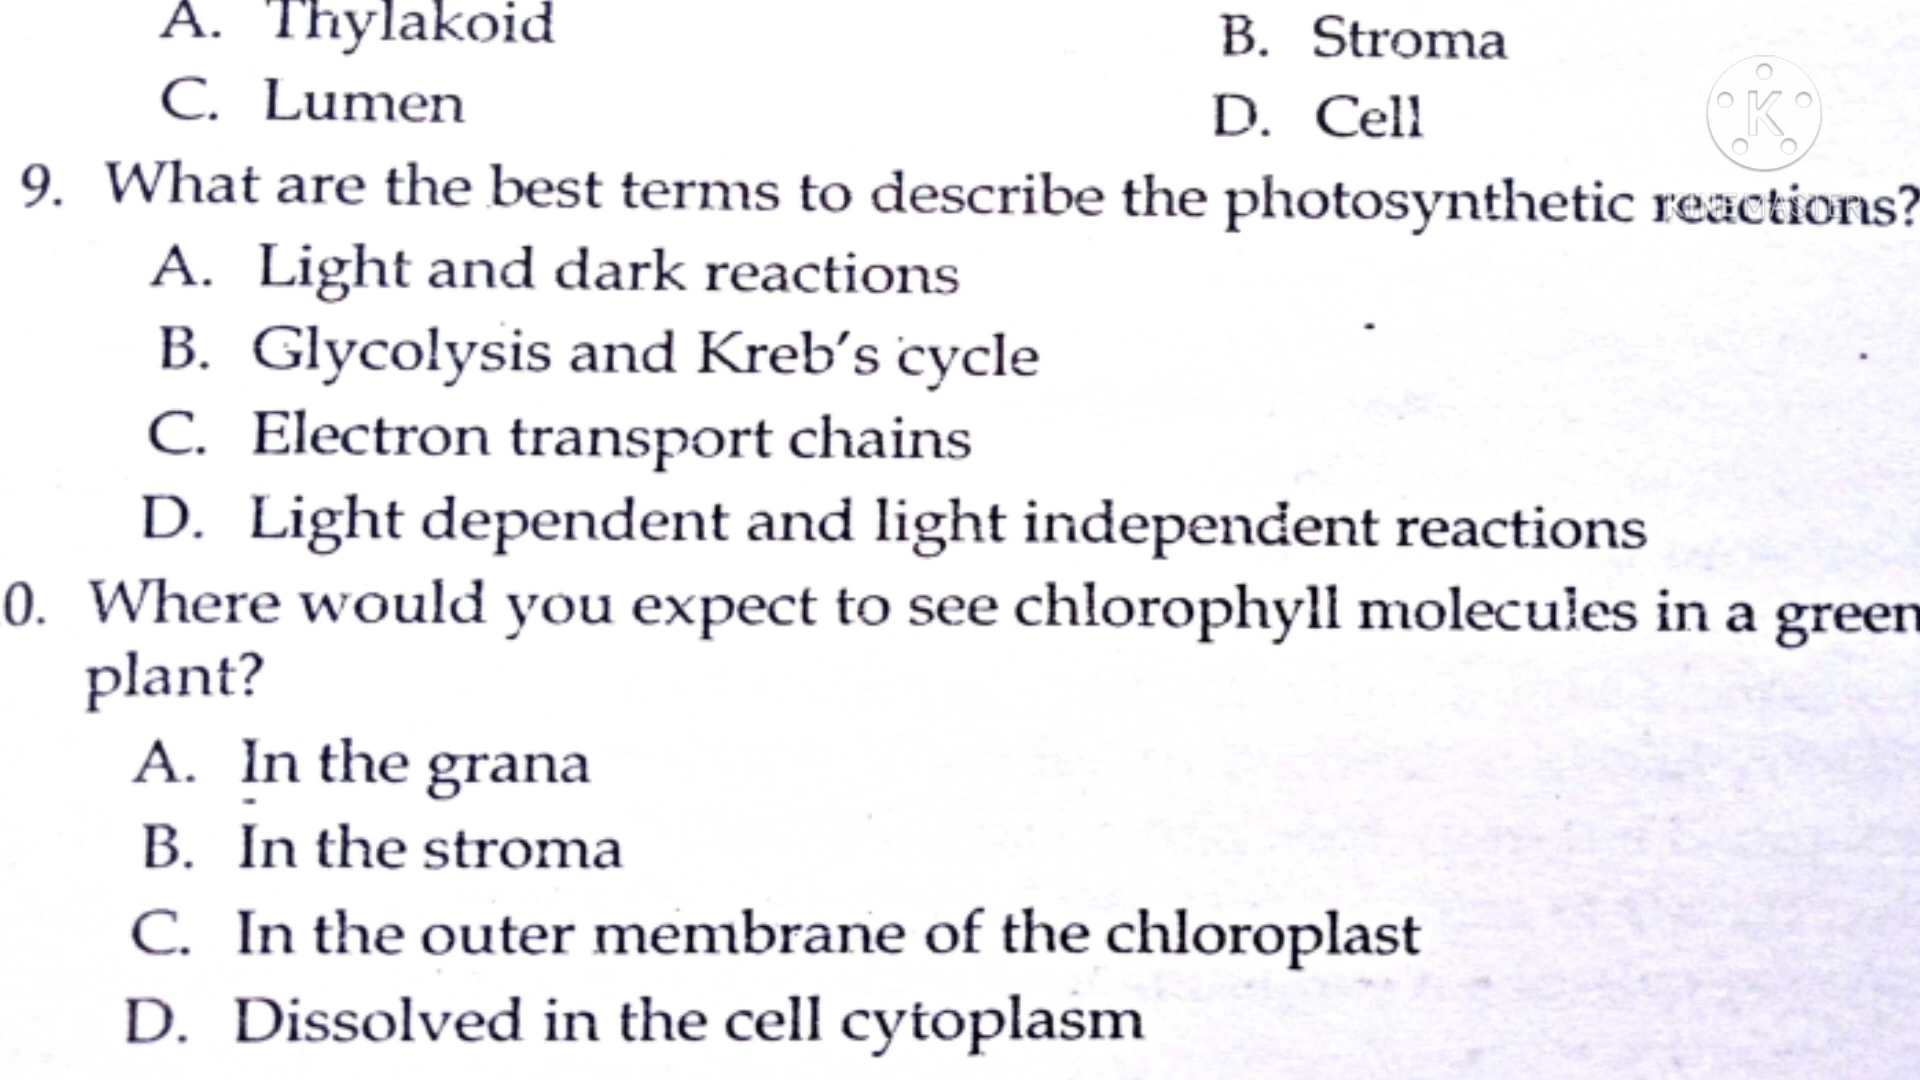 A. Thylakoid B. Stroma
C. Lumen D. Cell
K
KINEMASTER
9. What are the best terms to describe the photosynthetic reactions?
A. Light and dark reactions
B. Glycolysis and Kreb's cycle
C. Electron transport chains
D. Light dependent and light independent reactions
0. Where would you expect to see chlorophyll molecules in a green
plant?
A. In the grana
B. In the stroma
C. In the outer membrane of the chloroplast
D. Dissolved in the cell cytoplasm